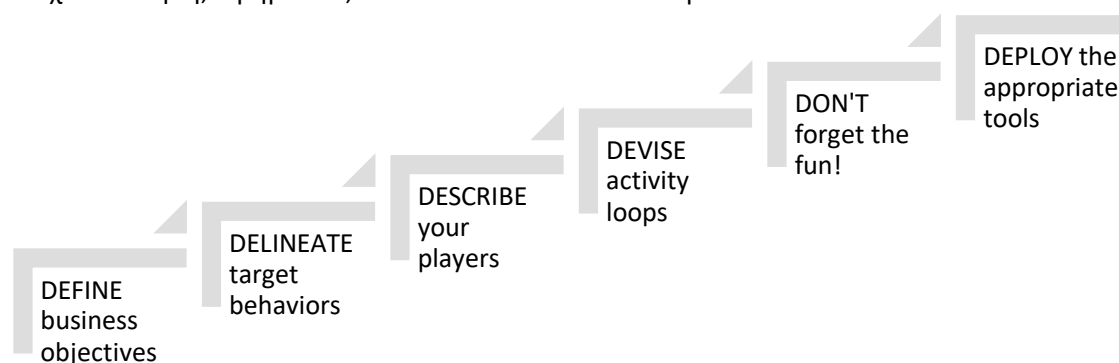 DEFINE
business
objectives
DELINEATE
target
behaviors
DESCRIBE
your
players
DEVISE
activity
loops
DON'T
forget the
fun!
DEPLOY the
appropriate
tools